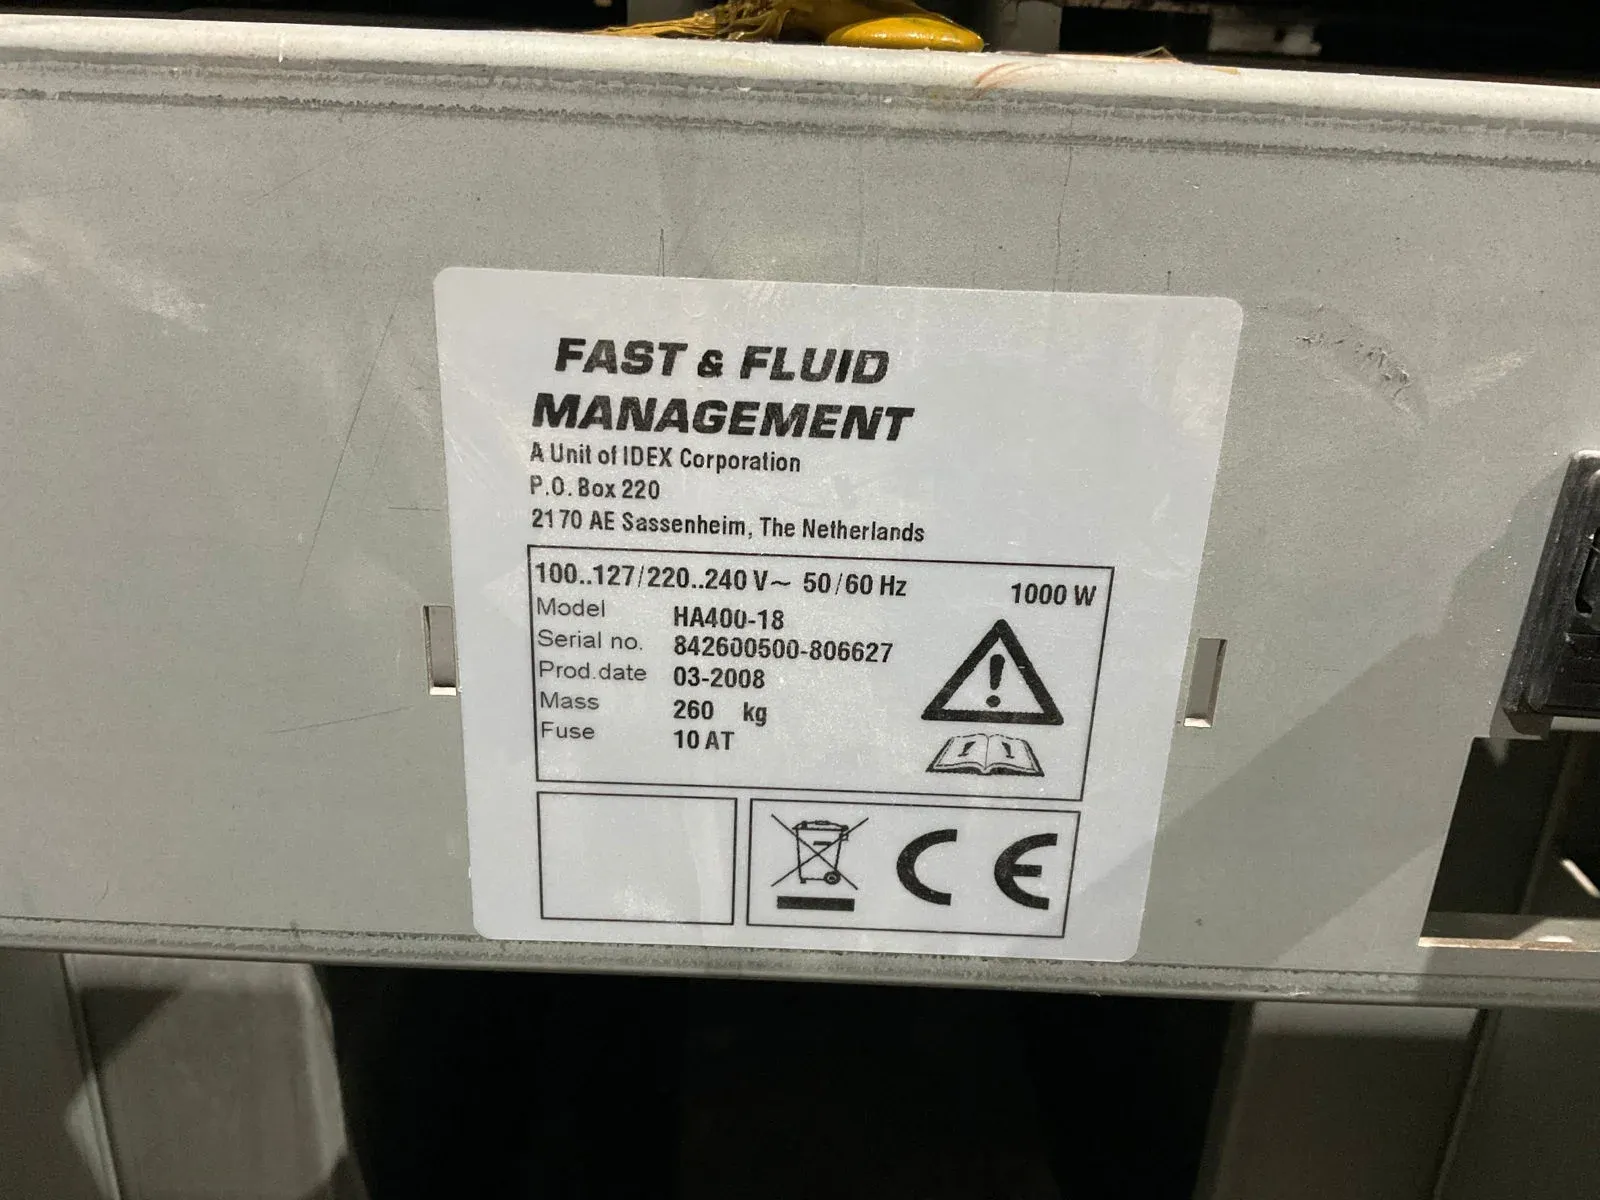 FAST & FLUID
MANAGEMENT
A Unit of IDEX Corporation
P.O. Box 220
2170 AE Sassenheim, The Netherlands
100..127/220..240 V~ 50/60 Hz 1000 W
Model HA400-18
Serial no. 842600500-806627
Prod.date 03-2008
Mass 260 kg
Fuse 10 AT
CE